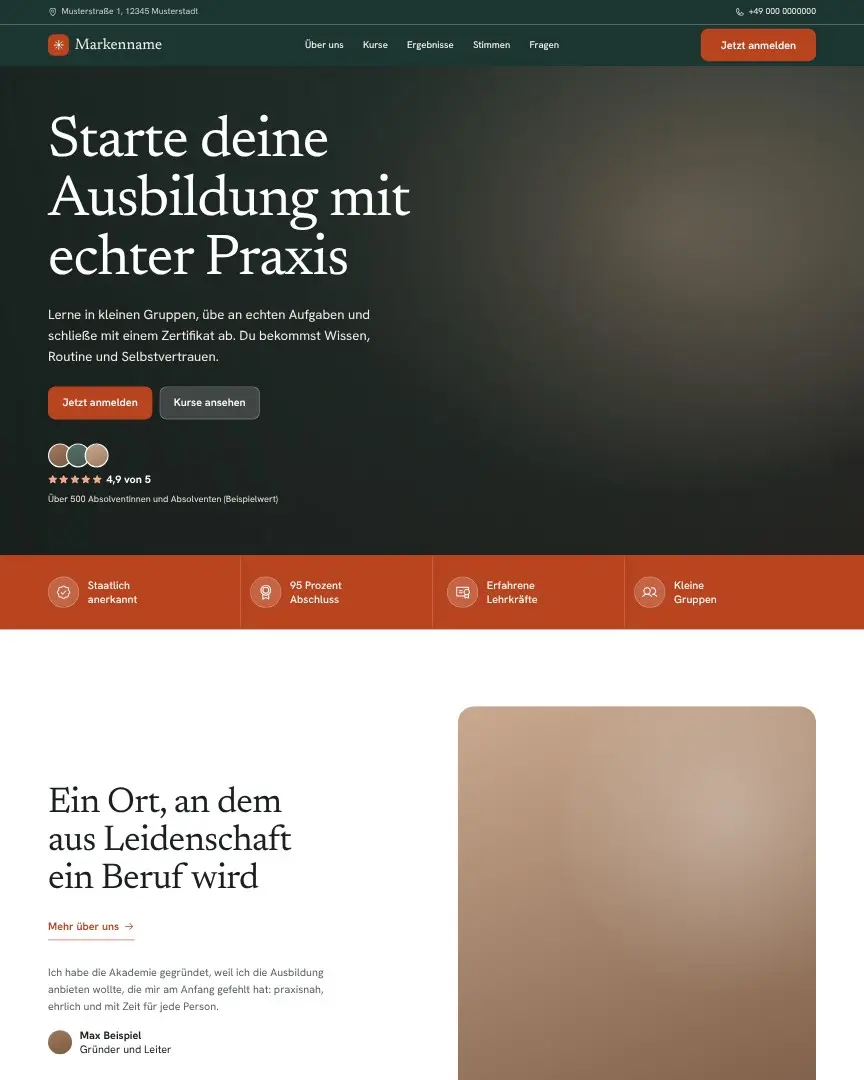 Musterstraße 1, 12345 Musterstadt
+49 000 0000000
Markenname
Über uns
Kurse
Ergebnisse
Stimmen
Fragen
Jetzt anmelden
Starte deine
Ausbildung mit
echter Praxis
Lerne in kleinen Gruppen, übe an echten Aufgaben und
schließe mit einem Zertifikat ab. Du bekommst Wissen,
Routine und Selbstvertrauen.
Jetzt anmelden
Kurse ansehen
4,9 von 5
Über 500 Absolventinnen und Absolventen (Beispielwert)
Staatlich
anerkannt
95 Prozent
Abschluss
Erfahrene
Lehrkräfte
Kleine
Gruppen
Ein Ort, an dem
aus Leidenschaft
ein Beruf wird
Mehr über uns
Ich habe die Akademie gegründet, weil ich die Ausbildung
anbieten wollte, die mir am Anfang gefehlt hat: praxisnah,
ehrlich und mit Zeit für jede Person.
Max Beispiel
Gründer und Leiter